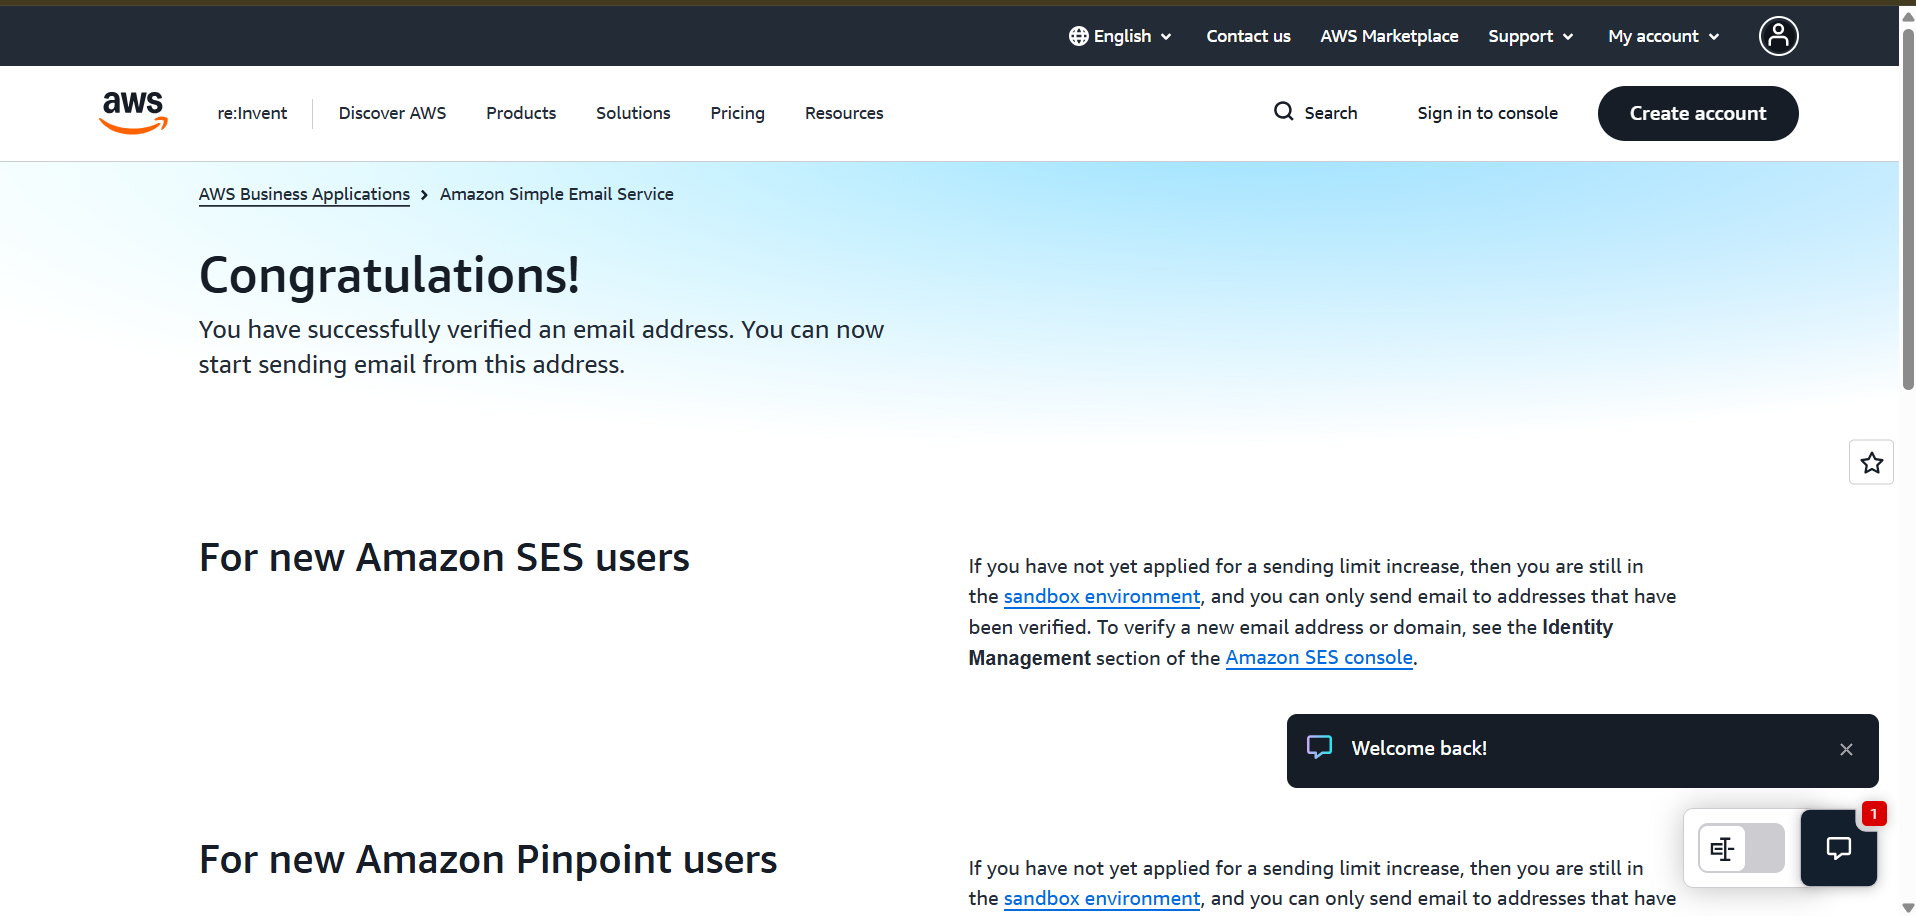 English
Contact us
AWS Marketplace
Support
My account
aws
re:Invent
Discover AWS
Products
Solutions
Pricing
Resources
Search
Sign in to console
Create account
AWS Business Applications
Amazon Simple Email Service
Congratulations!
You have successfully verified an email address. You can now
start sending email from this address.
For new Amazon SES users
If you have not yet applied for a sending limit increase, then you are still in
the sandbox environment, and you can only send email to addresses that have
been verified. To verify a new email address or domain, see the Identity
Management section of the Amazon SES console.
Welcome back!
1
For new Amazon Pinpoint users
If you have not yet applied for a sending limit increase, then you are still in
the sandbox environment, and you can only send email to addresses that have